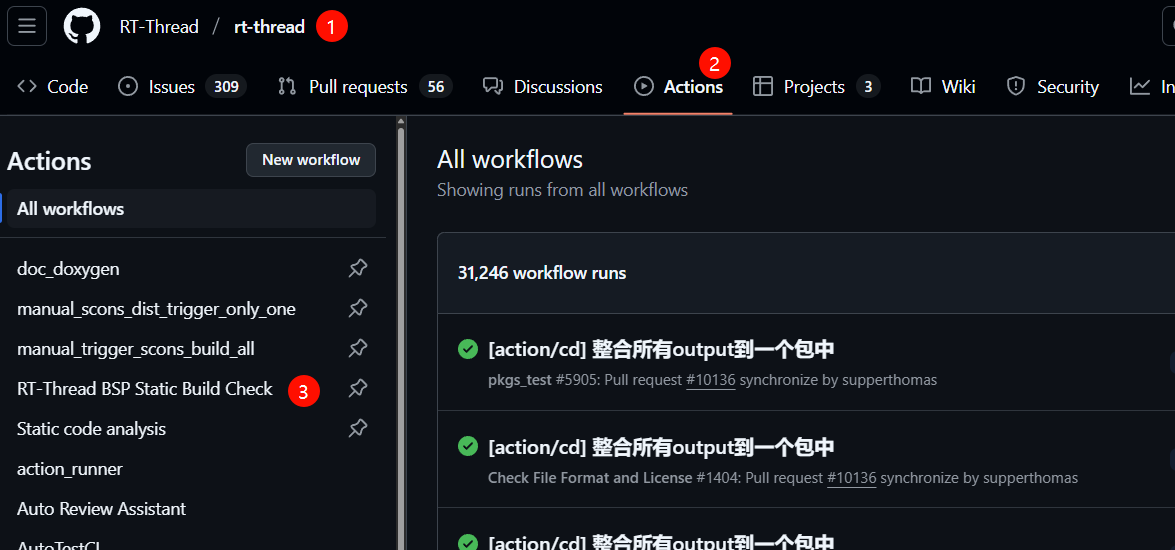 RT-Thread / rt-thread 1
2
Code Issues 309 Pull requests 56 Discussions Actions Projects 3 Wiki Security In
Actions New workflow
All workflows
doc_doxygen
manual_scons_dist_trigger_only_one
manual_trigger_scons_build_all
RT-Thread BSP Static Build Check 3
Static code analysis
action_runner
Auto Review Assistant
AutoTestCI
All workflows
Showing runs from all workflows
31,246 workflow runs
[action/cd] 整合所有output到一个包中
pkgs_test #5905: Pull request #10136 synchronize by supperthomas
[action/cd] 整合所有output到一个包中
Check File Format and License #1404: Pull request #10136 synchronize by supperthomas
[action/cd] 整合所有output到一个包中